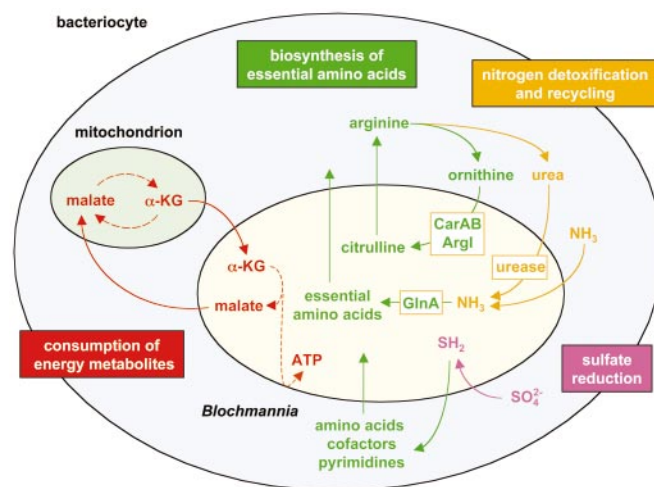 bacteriocyte
biosynthesis of
essential amino acids
nitrogen detoxification
and recycling
mitochondrion
malate
α-KG
arginine
ornithine
urea
citrulline
CarAB
ArgI
NH3
urease
α-KG
malate
essential
amino acids
GlnA
NH3
consumption of
energy metabolites
ATP
SH2
sulfate
reduction
Blochmannia
SO4 2-
amino acids
cofactors
pyrimidines